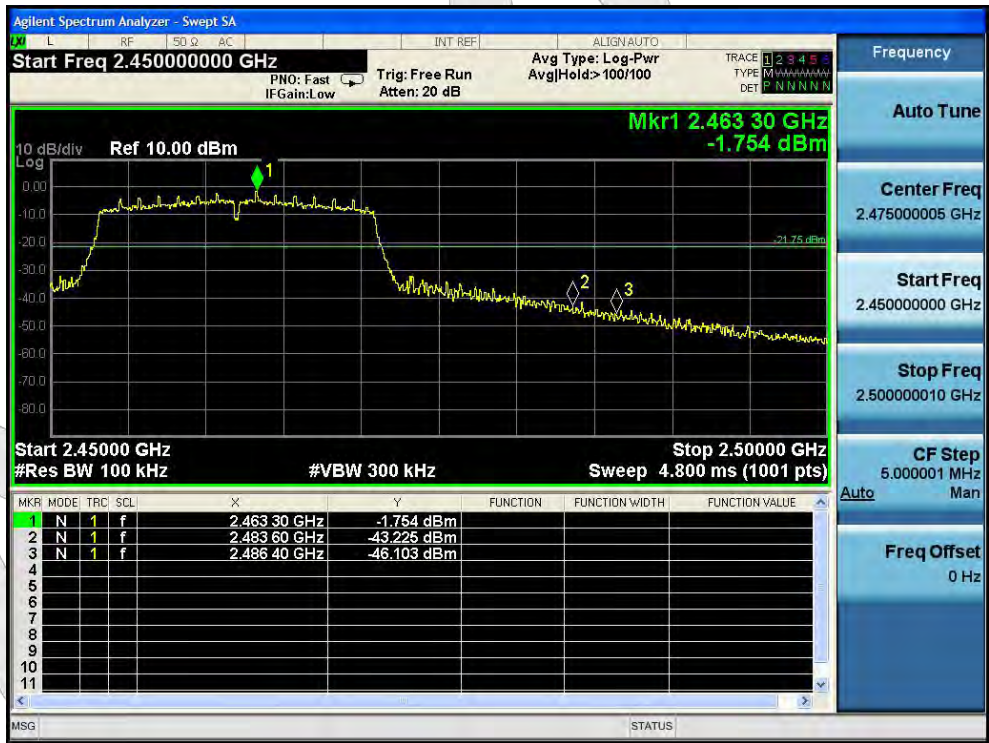 Agilent Spectrum Analyzer - Swept SA
LXI L RF 50 Ω AC INT REF ALIGNAUTO
Start Freq 2.450000000 GHz
PNO: Fast
IFGain:Low
Trig: Free Run
Atten: 20 dB
Avg Type: Log-Pwr
Avg|Hold:> 100/100
TRACE 1 2 3 4 5 6
TYPE M
DET P N N N N N
Mkr1 2.463 30 GHz
-1.754 dBm
10 dB/div Ref 10.00 dBm
Log
0.00
-10.0
-20.0
-30.0
-40.0
-50.0
-60.0
-70.0
-80.0
1
-21.75 dBm
2
3
Start 2.45000 GHz Stop 2.50000 GHz
#Res BW 100 kHz #VBW 300 kHz Sweep 4.800 ms (1001 pts)
MKR MODE TRC SCL X Y FUNCTION FUNCTION WIDTH FUNCTION VALUE
1 N 1 f 2.463 30 GHz -1.754 dBm
2 N 1 f 2.483 60 GHz -43.225 dBm
3 N 1 f 2.486 40 GHz -46.103 dBm
4
5
6
7
8
9
10
11
MSG STATUS
Frequency
Auto Tune
Center Freq
2.475000005 GHz
Start Freq
2.450000000 GHz
Stop Freq
2.500000010 GHz
CF Step
5.000001 MHz
Auto Man
Freq Offset
0 Hz